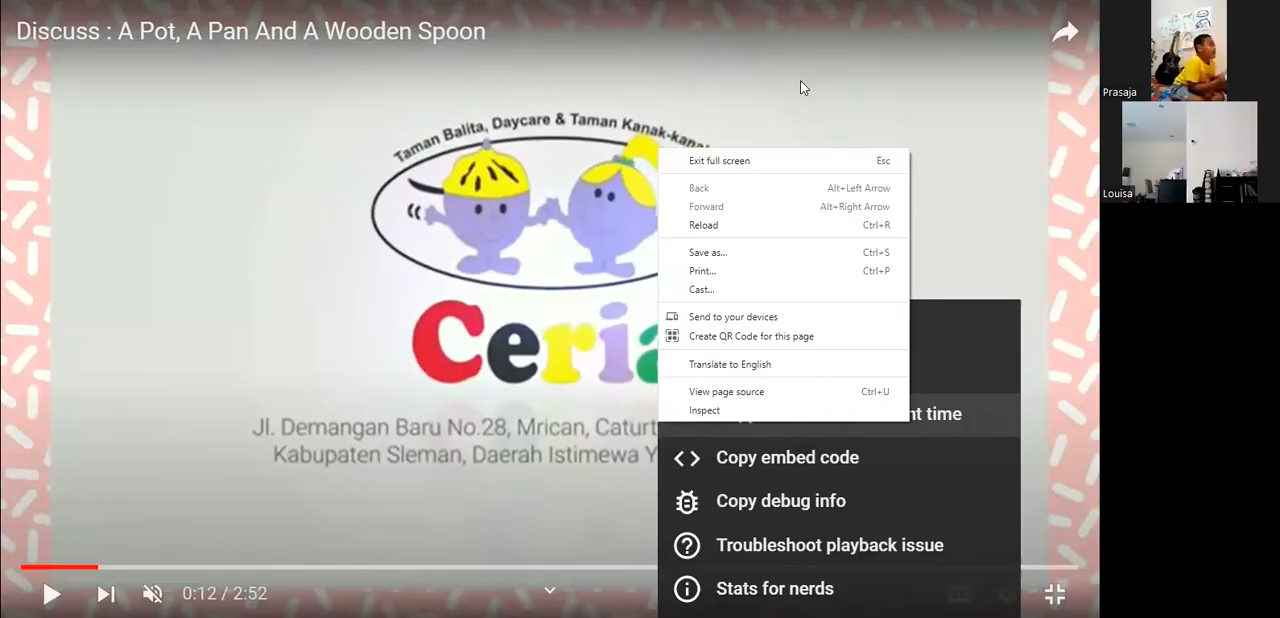 Discuss : A Pot, A Pan And A Wooden Spoon
Prasaja
Louisa
Taman Balita, Daycare & Taman Kanak-kana
Ceria
Jl. Demangan Baru No.28, Mrican, Caturt
Kabupaten Sleman, Daerah Istimewa Y
Exit full screen Esc
Back Alt+Left Arrow
Forward Alt+Right Arrow
Reload Ctrl+R
Save as... Ctrl+S
Print... Ctrl+P
Cast...
Send to your devices
Create QR Code for this page
Translate to English
View page source Ctrl+U
Inspect
time
Copy embed code
Copy debug info
Troubleshoot playback issue
Stats for nerds
0:12 / 2:52